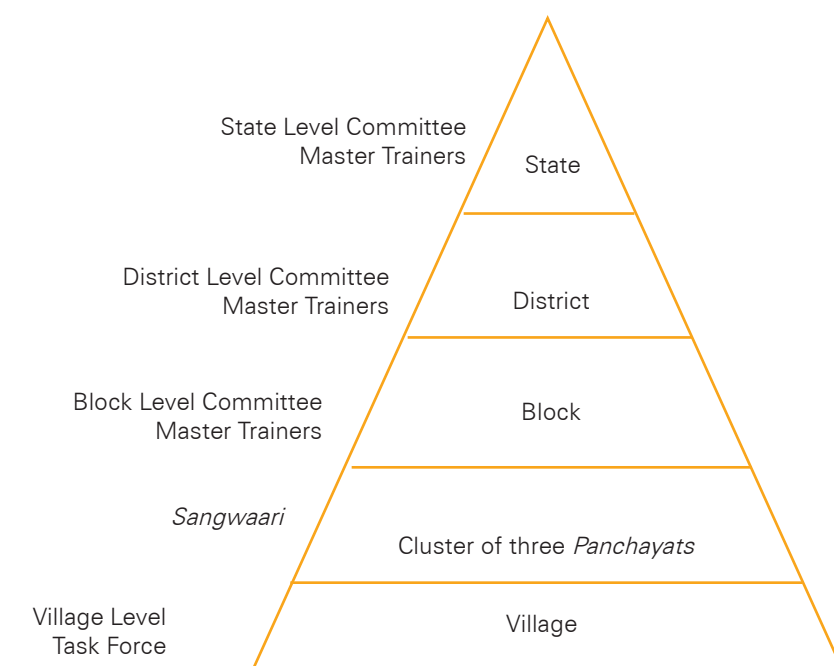 State Level Committee
Master Trainers
State
District Level Committee
Master Trainers
District
Block Level Committee
Master Trainers
Block
Sangwaari
Cluster of three Panchayats
Village Level
Task Force
Village